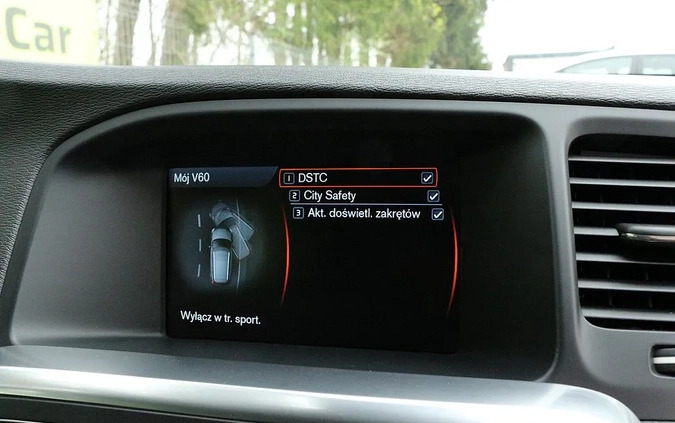 Car
Mój V60
1 DSTC
2 City Safety
3 Akt. doświetl. zakrętów
Wyłącz w tr. sport.